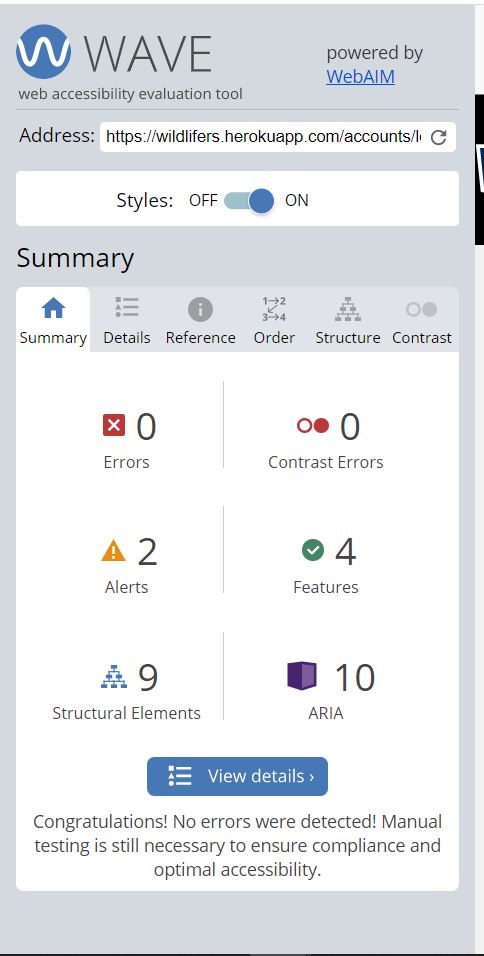 WAVE
powered by
WebAIM
web accessibility evaluation tool
Address: https://wildlifers.herokuapp.com/accounts/l
Styles: OFF ON
Summary
1→2
3→4
Summary Details Reference Order Structure Contrast
0 0
Errors Contrast Errors
2 4
Alerts Features
9 10
Structural Elements ARIA
View details ›
Congratulations! No errors were detected! Manual
testing is still necessary to ensure compliance and
optimal accessibility.